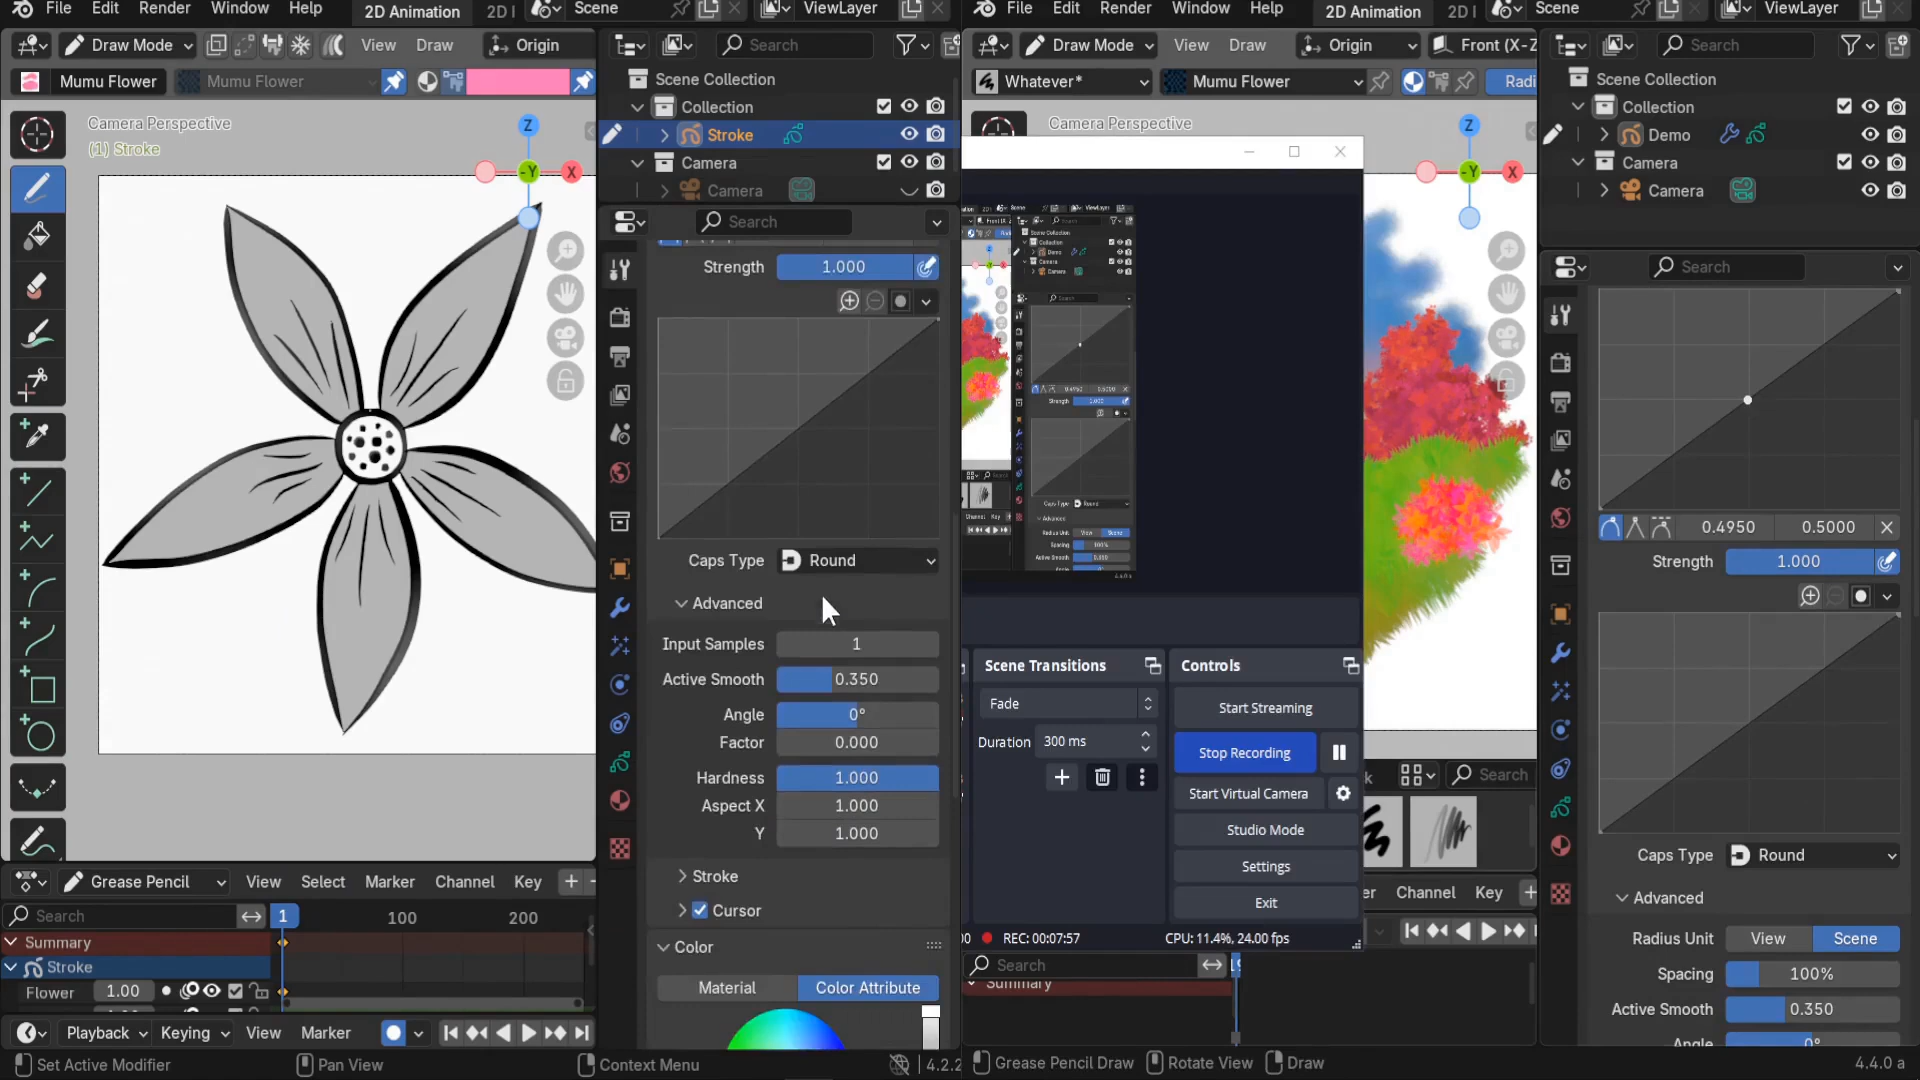 File Edit Render Window Help 2D Animation 2D Scene ViewLayer
Draw Mode View Draw Origin Search
Mumu Flower Mumu Flower
Camera Perspective
(1) Stroke
Z
-Y X
Scene Collection
Collection
Stroke
Camera
Camera
Search
Strength 1.000
Caps Type Round
Advanced
Input Samples 1
Active Smooth 0.350
Angle 0°
Factor 0.000
Hardness 1.000
Aspect X 1.000
Y 1.000
Stroke
Cursor
Color
Material Color Attribute
Grease Pencil View Select Marker Channel Key
Search 1 100 200
Summary
Stroke
Flower 1.00
Playback Keying View Marker
Set Active Modifier Pan View Context Menu 4.2.2
File Edit Render Window Help 2D Animation 2D Scene ViewLayer
Draw Mode View Draw Origin Front (X-Z Search
Whatever* Mumu Flower Radi
Camera Perspective
Z
-Y X
Scene Collection
Collection
Demo
Camera
Camera
Search
0.4950 0.5000
Strength 1.000
Caps Type Round
Advanced
Radius Unit View Scene
Spacing 100%
Active Smooth 0.350
Angle 0°
Scene Transitions
Fade
Duration 300 ms
Controls
Start Streaming
Stop Recording
Start Virtual Camera
Studio Mode
Settings
Exit
REC: 00:07:57 CPU: 11.4%, 24.00 fps
Search
Channel Key
Search
Summary
Grease Pencil Draw Rotate View Draw 4.4.0 a